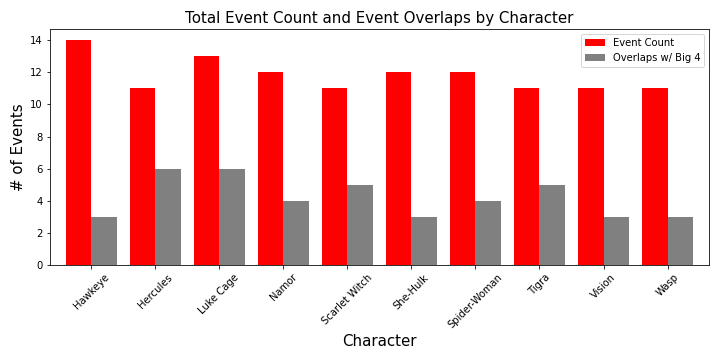 Total Event Count and Event Overlaps by Character
Event Count
Overlaps w/ Big 4
# of Events
14
12
10
8
6
4
2
0
Hawkeye
Hercules
Luke Cage
Namor
Scarlet Witch
She-Hulk
Spider-Woman
Tigra
Vision
Wasp
Character